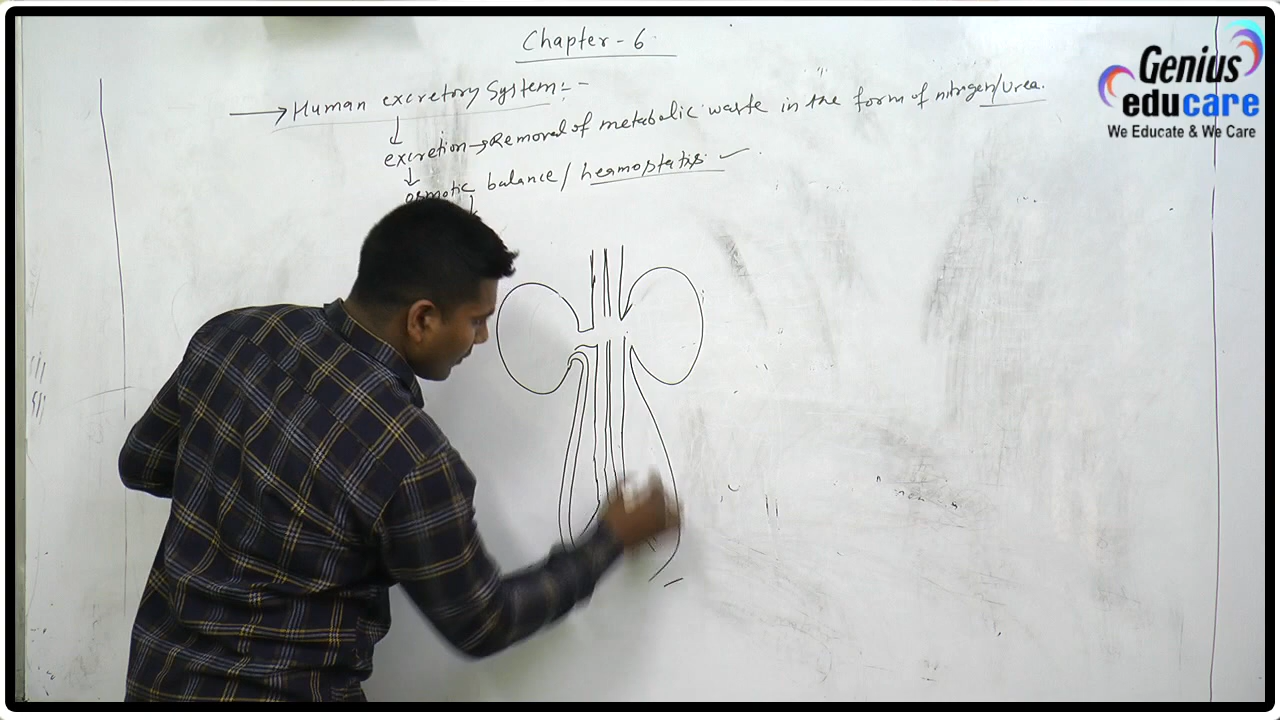 Chapter - 6.
→ Human excretory System:-
excretion → Removal of metabolic waste in the form of nitrogen/urea.
osmotic balance / hermoptatis ✓
Genius
educare
We Educate & We Care